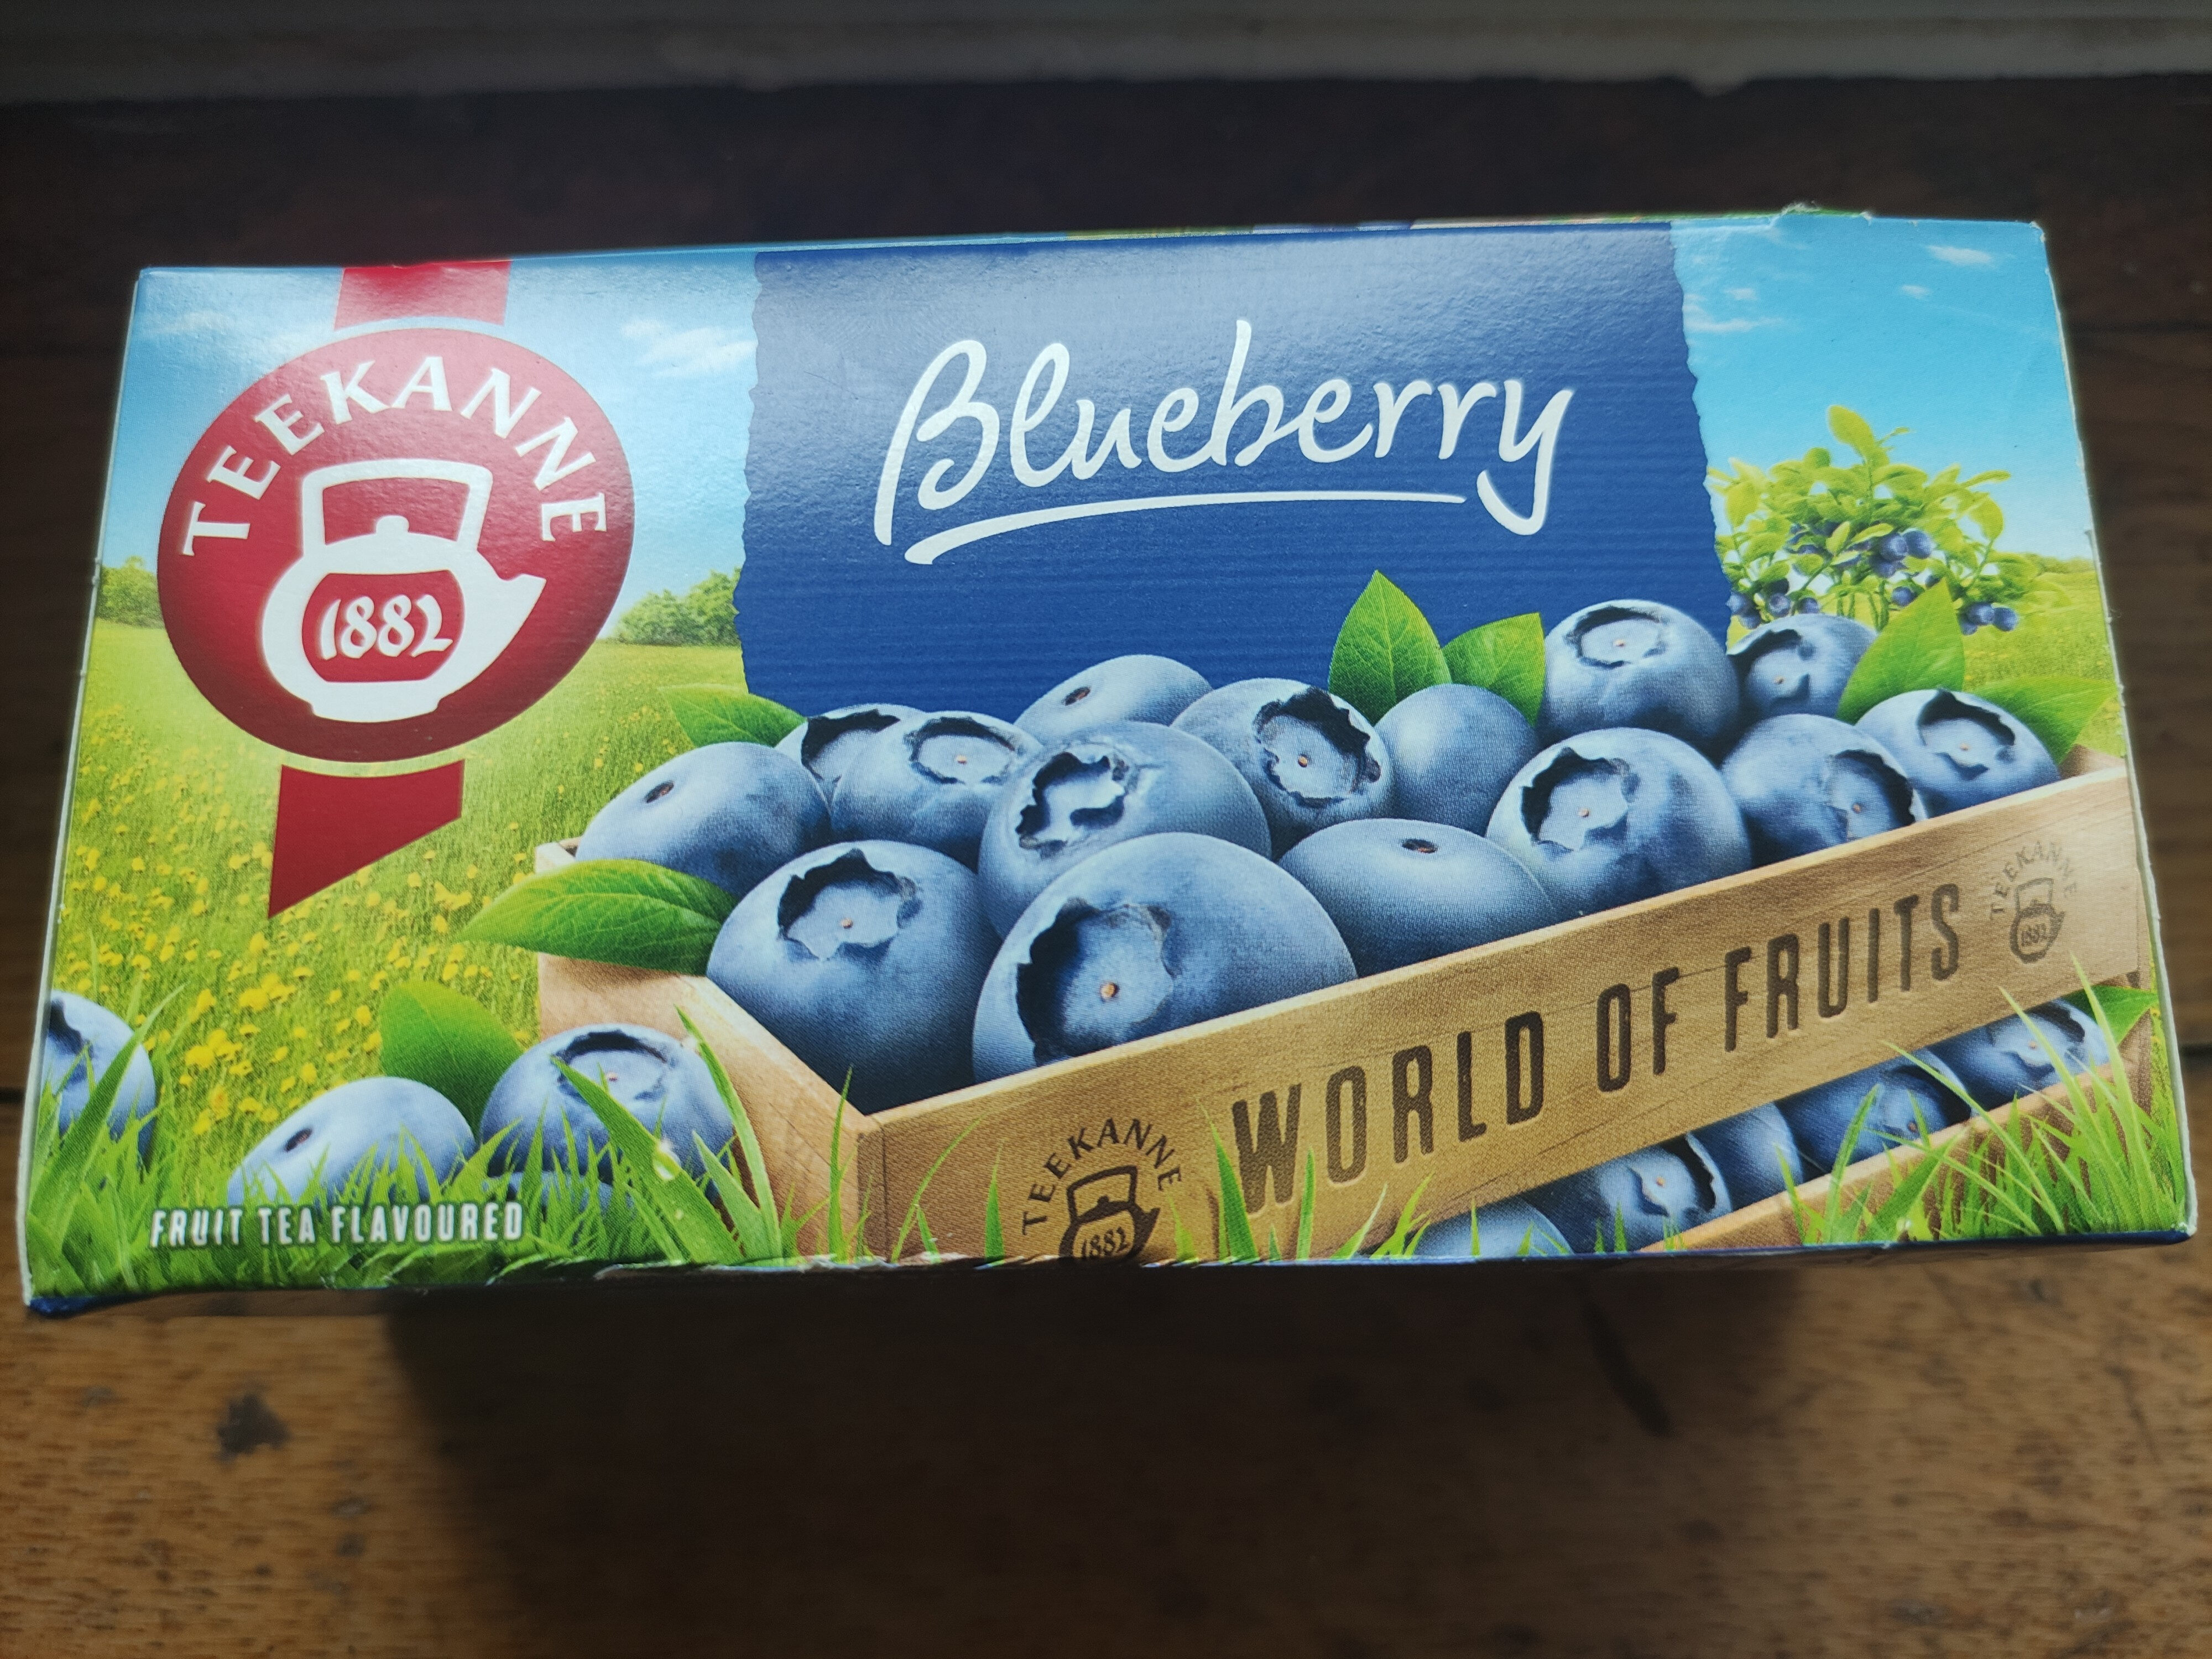 TEEKANNE
1882
Blueberry
TEEKANNE
1882
WORLD OF FRUITS
TEEKANNE
1882
FRUIT TEA FLAVOURED